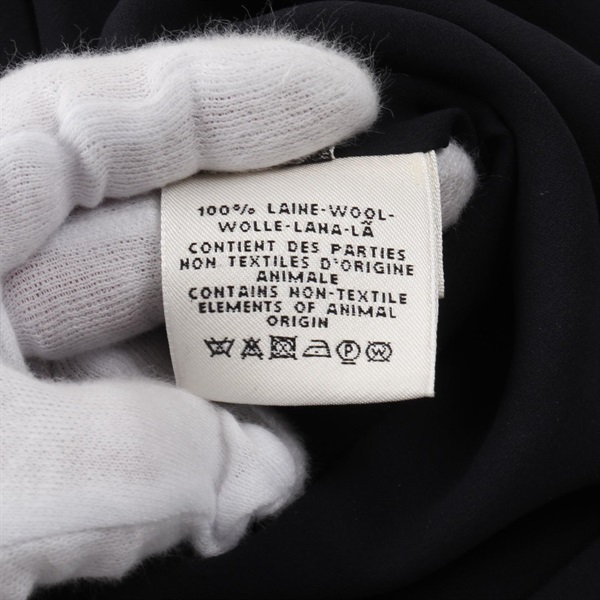 100% LAINE-WOOL-
WOLLE-LANA-LÃ
CONTIENT DES PARTIES
NON TEXTILES D'ORIGINE
ANIMALE
CONTAINS NON-TEXTILE
ELEMENTS OF ANIMAL
ORIGIN
P W